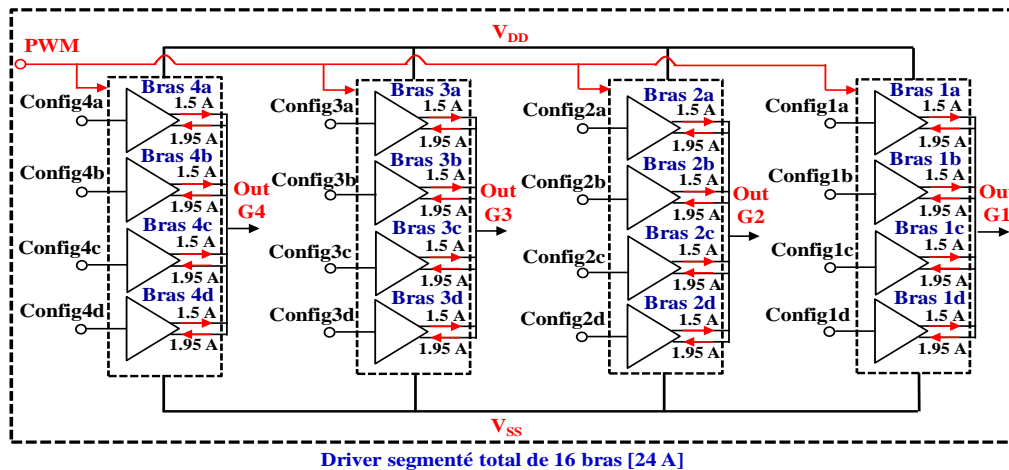 V_DD
PWM
Config4a
Bras 4a
1.5 A
1.95 A
Config4b
Bras 4b
1.5 A
1.95 A
Config4c
Bras 4c
1.5 A
1.95 A
Config4d
Bras 4d
1.5 A
1.95 A
Out
G4
Config3a
Bras 3a
1.5 A
1.95 A
Config3b
Bras 3b
1.5 A
1.95 A
Config3c
Bras 3c
1.5 A
1.95 A
Config3d
Bras 3d
1.5 A
1.95 A
Out
G3
Config2a
Bras 2a
1.5 A
1.95 A
Config2b
Bras 2b
1.5 A
1.95 A
Config2c
Bras 2c
1.5 A
1.95 A
Config2d
Bras 2d
1.5 A
1.95 A
Out
G2
Config1a
Bras 1a
1.5 A
1.95 A
Config1b
Bras 1b
1.5 A
1.95 A
Config1c
Bras 1c
1.5 A
1.95 A
Config1d
Bras 1d
1.5 A
1.95 A
Out
G1
V_SS
Driver segmenté total de 16 bras [24 A]